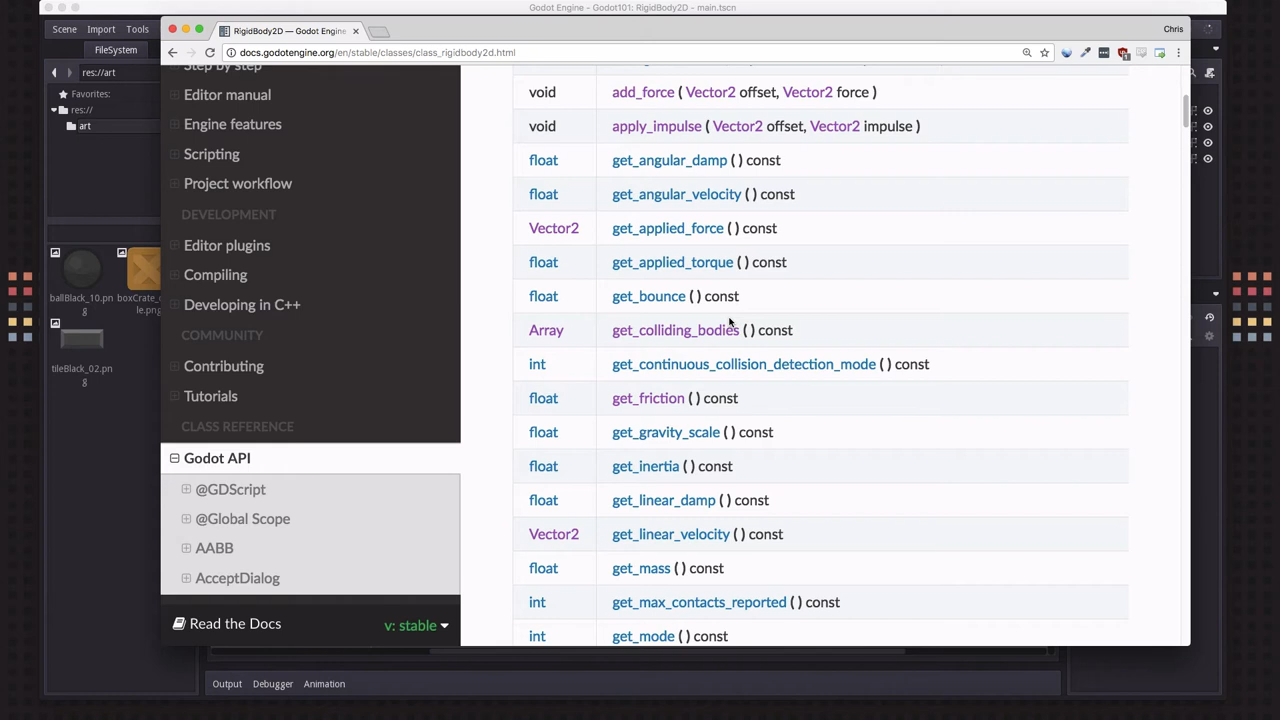 Godot Engine - Godot101: RigidBody2D - main.tscn
Scene Import Tools
RigidBody2D — Godot Engine
Chris
FileSystem
docs.godotengine.org/en/stable/classes/class_rigidbody2d.html
res://art
Favorites:
res://
art
ballBlack_10.pn
g
boxCrate_
le.png
tileBlack_02.pn
g
Step by step
Editor manual
Engine features
Scripting
Project workflow
DEVELOPMENT
Editor plugins
Compiling
Developing in C++
COMMUNITY
Contributing
Tutorials
CLASS REFERENCE
Godot API
@GDScript
@Global Scope
AABB
AcceptDialog
Read the Docs
v: stable
void add_force ( Vector2 offset, Vector2 force )
void apply_impulse ( Vector2 offset, Vector2 impulse )
float get_angular_damp ( ) const
float get_angular_velocity ( ) const
Vector2 get_applied_force ( ) const
float get_applied_torque ( ) const
float get_bounce ( ) const
Array get_colliding_bodies ( ) const
int get_continuous_collision_detection_mode ( ) const
float get_friction ( ) const
float get_gravity_scale ( ) const
float get_inertia ( ) const
float get_linear_damp ( ) const
Vector2 get_linear_velocity ( ) const
float get_mass ( ) const
int get_max_contacts_reported ( ) const
int get_mode ( ) const
Output Debugger Animation